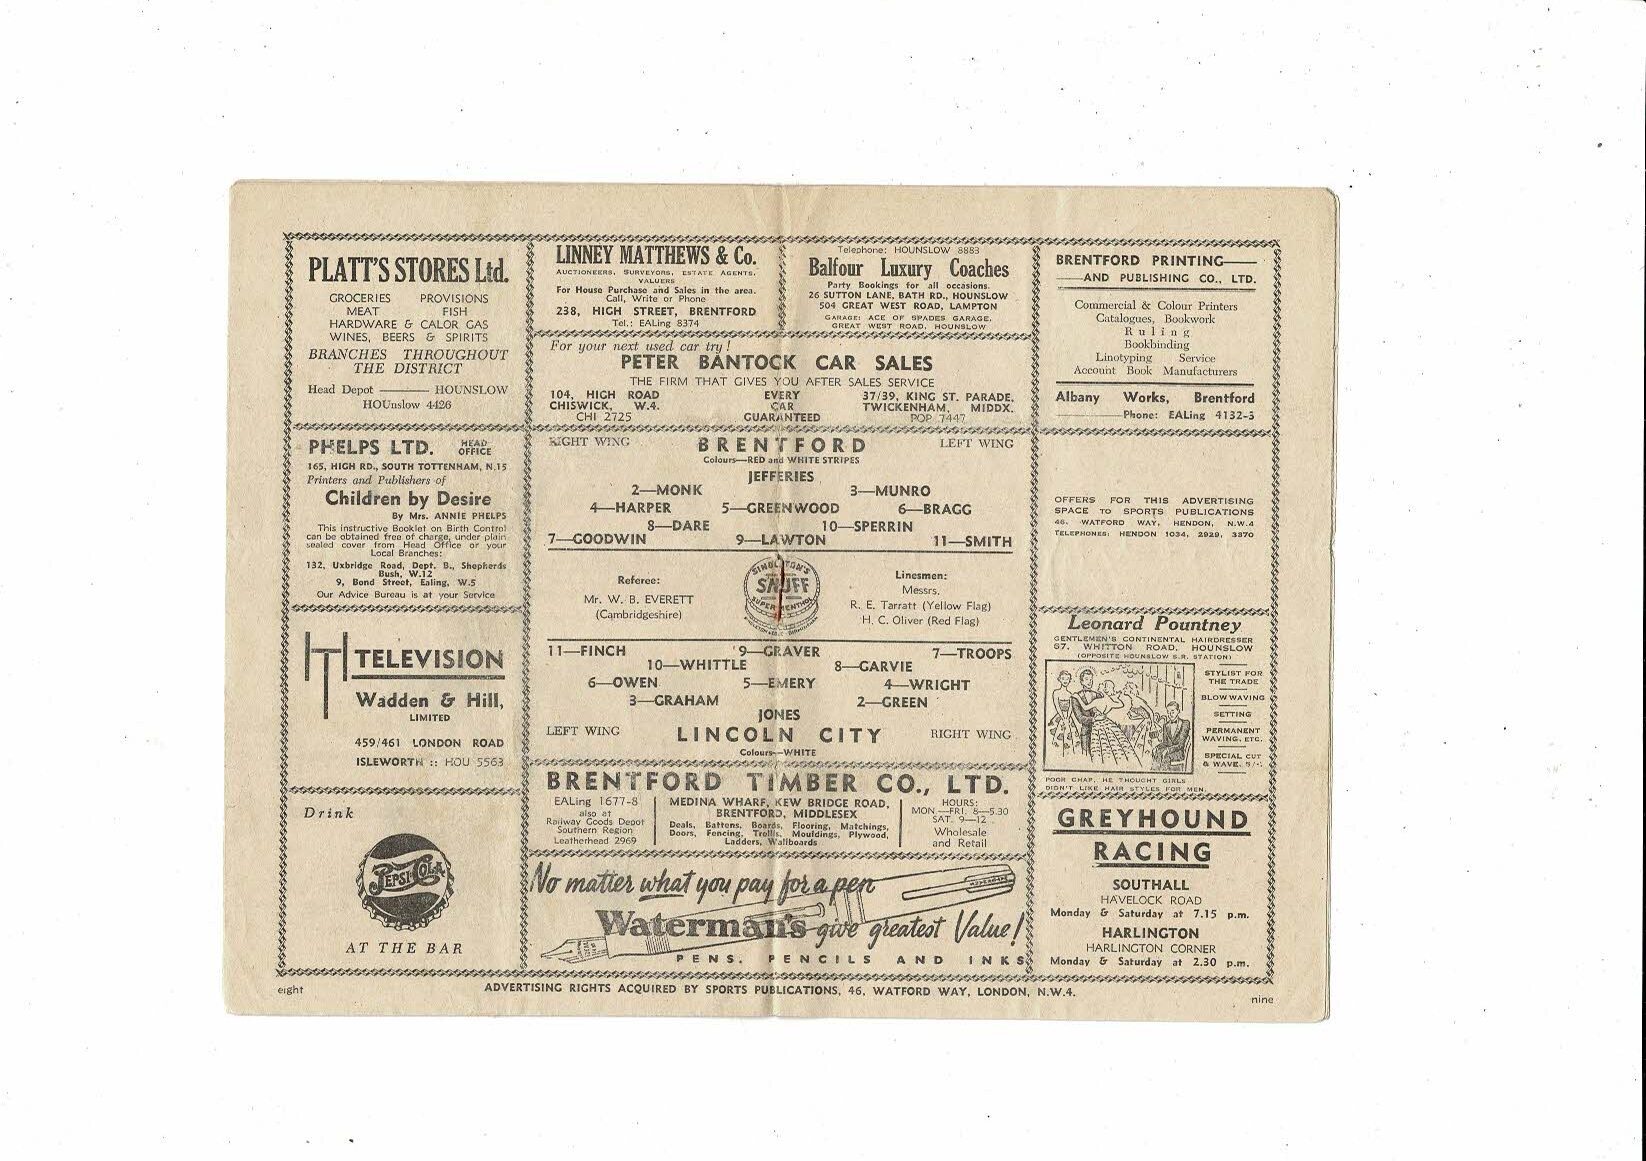 PLATT'S STORES Ltd.
GROCERIES PROVISIONS
MEAT FISH
HARDWARE & CALOR GAS
WINES, BEERS & SPIRITS
BRANCHES THROUGHOUT
THE DISTRICT
Head Depot HOUNSLOW
HOUnslow 4426
PHELPS LTD. HEAD OFFICE
165, HIGH RD., SOUTH TOTTENHAM, N.15
Printers and Publishers of
Children by Desire
By Mrs. ANNIE PHELPS
This instructive Booklet on Birth Control
can be obtained free of charge, under plain
sealed cover from Head Office or your
Local Branches:
132, Uxbridge Road, Dept. B., Shepherds
Bush, W.12
9, Bond Street, Ealing, W.5
Our Advice Bureau is at your Service
TELEVISION
Wadden & Hill,
LIMITED
459/461 LONDON ROAD
ISLEWORTH :: HOU 5563
Drink
PEPSI-COLA
AT THE BAR
eight
LINNEY MATTHEWS & Co.
AUCTIONEERS, SURVEYORS, ESTATE AGENTS,
VALUERS
For House Purchase and Sales in the area.
Call, Write or Phone
238, HIGH STREET, BRENTFORD
Tel.: EALing 8374
Telephone: HOUNSLOW 8883
Balfour Luxury Coaches
Party Bookings for all occasions.
26 SUTTON LANE, BATH RD., HOUNSLOW
504 GREAT WEST ROAD, LAMPTON
GARAGE: ACE OF SPADES GARAGE,
GREAT WEST ROAD, HOUNSLOW
For your next used car try!
PETER BANTOCK CAR SALES
THE FIRM THAT GIVES YOU AFTER SALES SERVICE
104, HIGH ROAD EVERY 37/39, KING ST. PARADE,
CHISWICK, W.4. CAR TWICKENHAM, MIDDX.
CHI 2725 GUARANTEED POP 7447
RIGHT WING BRENTFORD LEFT WING
Colours—RED and WHITE STRIPES
JEFFERIES
2—MONK 3—MUNRO
4—HARPER 5—GREENWOOD 6—BRAGG
8—DARE 10—SPERRIN
7—GOODWIN 9—LAWTON 11—SMITH
Referee:
Mr. W. B. EVERETT
(Cambridgeshire)
SINGLETON'S
SNUFF
SUPER MENTHOL
Linesmen:
Messrs.
R. E. Tarratt (Yellow Flag)
H. C. Oliver (Red Flag)
11—FINCH 9—GRAVER 7—TROOPS
10—WHITTLE 8—GARVIE
6—OWEN 5—EMERY 4—WRIGHT
3—GRAHAM 2—GREEN
JONES
LEFT WING LINCOLN CITY RIGHT WING
Colours—WHITE
BRENTFORD TIMBER CO., LTD.
EALing 1677-8
also at
Railway Goods Depot
Southern Region
Leatherhead 2969
MEDINA WHARF, KEW BRIDGE ROAD,
BRENTFORD, MIDDLESEX
Deals, Battens, Boards, Flooring, Matchings,
Doors, Fencing, Trellis, Mouldings, Plywood,
Ladders, Wallboards
HOURS:
MON—FRI. 8—5.30
SAT. 9—12
Wholesale
and Retail
No matter what you pay for a pen
Waterman's give greatest Value!
PENS, PENCILS AND INKS
ADVERTISING RIGHTS ACQUIRED BY SPORTS PUBLICATIONS, 46, WATFORD WAY, LONDON, N.W.4.
BRENTFORD PRINTING
AND PUBLISHING CO., LTD.
Commercial & Colour Printers
Catalogues, Bookwork
Ruling
Bookbinding
Linotyping Service
Account Book Manufacturers
Albany Works, Brentford
Phone: EALing 4132-3
OFFERS FOR THIS ADVERTISING
SPACE TO SPORTS PUBLICATIONS
46, WATFORD WAY, HENDON, N.W.4
TELEPHONES: HENDON 1034, 2929, 3370
Leonard Pountney
GENTLEMEN'S CONTINENTAL HAIRDRESSER
67, WHITTON ROAD, HOUNSLOW
(OPPOSITE HOUNSLOW S.R. STATION)
STYLIST FOR
THE TRADE
BLOW WAVING
SETTING
PERMANENT
WAVING, ETC.
SPECIAL CUT
& WAVE, 5/-.
POOR CHAP, HE THOUGHT GIRLS
DIDN'T LIKE HAIR STYLES FOR MEN.
GREYHOUND
RACING
SOUTHALL
HAVELOCK ROAD
Monday & Saturday at 7.15 p.m.
HARLINGTON
HARLINGTON CORNER
Monday & Saturday at 2.30 p.m.
nine